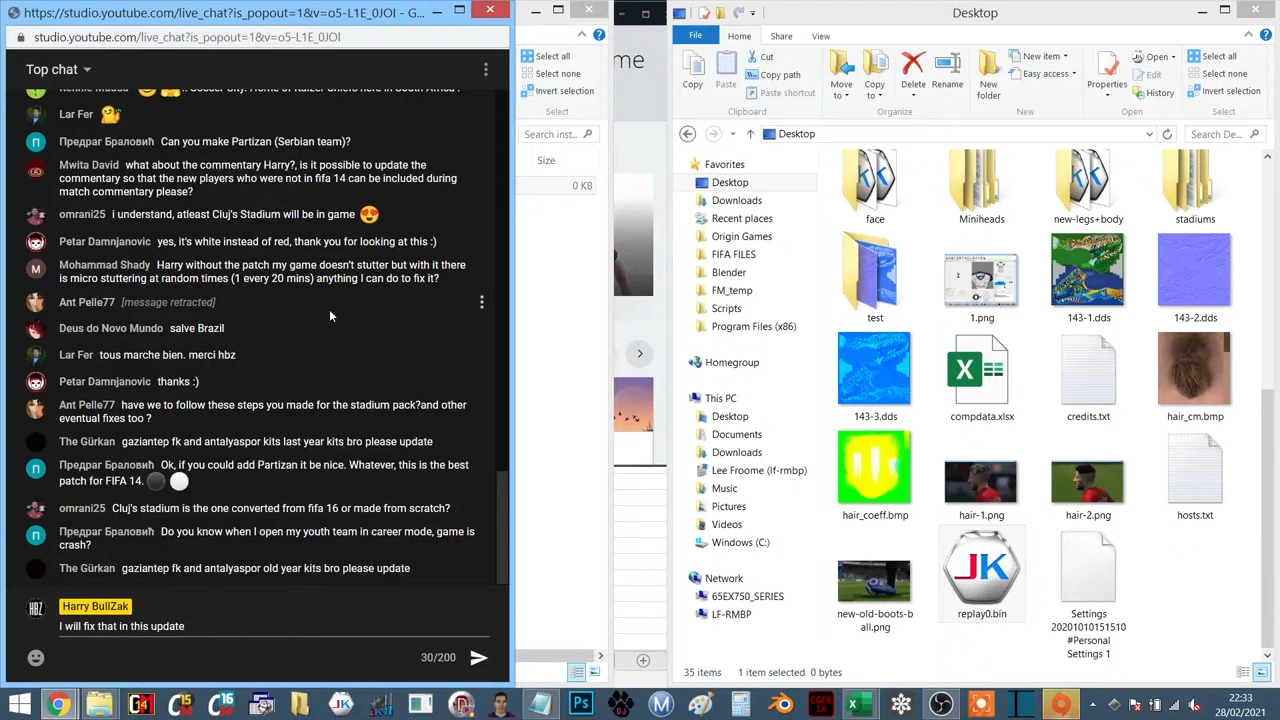 studio.youtube.com/live_chat?is_popout=1&v=o5-L1E_0JOI - G...
studio.youtube.com/live_chat?is_popout=1&v=o5-L1E_0JOI
Top chat
Lar Fer
Предраг Браловић Can you make Partizan (Serbian team)?
Mwita David what about the commentary Harry?, is it possible to update the
commentary so that the new players who were not in fifa 14 can be included during
match commentary please?
omrani25 i understand, atleast Cluj's Stadium will be in game
Petar Damnjanovic yes, it's white instead of red, thank you for looking at this :)
M Mohammad Shady Harry without the patch my game doesn't stutter but with it there
is micro stuttering at random times (1 every 20 mins) anything I can do to fix it?
Ant Pelle77 [message retracted]
Deus do Novo Mundo salve Brazil
Lar Fer tous marche bien. merci hbz
Petar Damnjanovic thanks :)
Ant Pelle77 have we to follow these steps you made for the stadium pack?and other
eventual fixes too ?
The Gürkan gaziantep fk and antalyaspor kits last year kits bro please update
Предраг Браловић Ok, if you could add Partizan it be nice. Whatever, this is the best
patch for FIFA 14.
omrani25 Cluj's stadium is the one converted from fifa 16 or made from scratch?
Предраг Браловић Do you know when I open my youth team in career mode, game is
crash?
The Gürkan gaziantep fk and antalyaspor old year kits bro please update
HBZ Harry BullZak
I will fix that in this update
30/200
Select all
Select none
Invert selection
Select
Search inst...
Size
0 KB
me
Desktop
File Home Share View
Copy
Paste
Cut
Copy path
Paste shortcut
Clipboard
Move
to
Copy
to
Delete
Rename
Organize
New
folder
New item
Easy access
New
Properties
Open
Edit
History
Open
Select all
Select none
Invert selection
Select
Desktop
Search De...
Favorites
Desktop
Downloads
Recent places
Origin Games
FIFA FILES
Blender
FM_temp
Scripts
Program Files (x86)
Homegroup
This PC
Desktop
Documents
Downloads
Lee Froome (lf-rmbp)
Music
Pictures
Videos
Windows (C:)
Network
65EX750_SERIES
LF-RMBP
face
Miniheads
new-legs+body
stadiums
test
1.png
143-1.dds
143-2.dds
143-3.dds
compdata.xlsx
credits.txt
hair_cm.bmp
hair_coeff.bmp
hair-1.png
hair-2.png
hosts.txt
new-old-boots-b
all.png
JK
replay0.bin
Settings
20201010151510
#Personal
Settings 1
35 items 1 item selected 0 bytes
22:33
28/02/2021